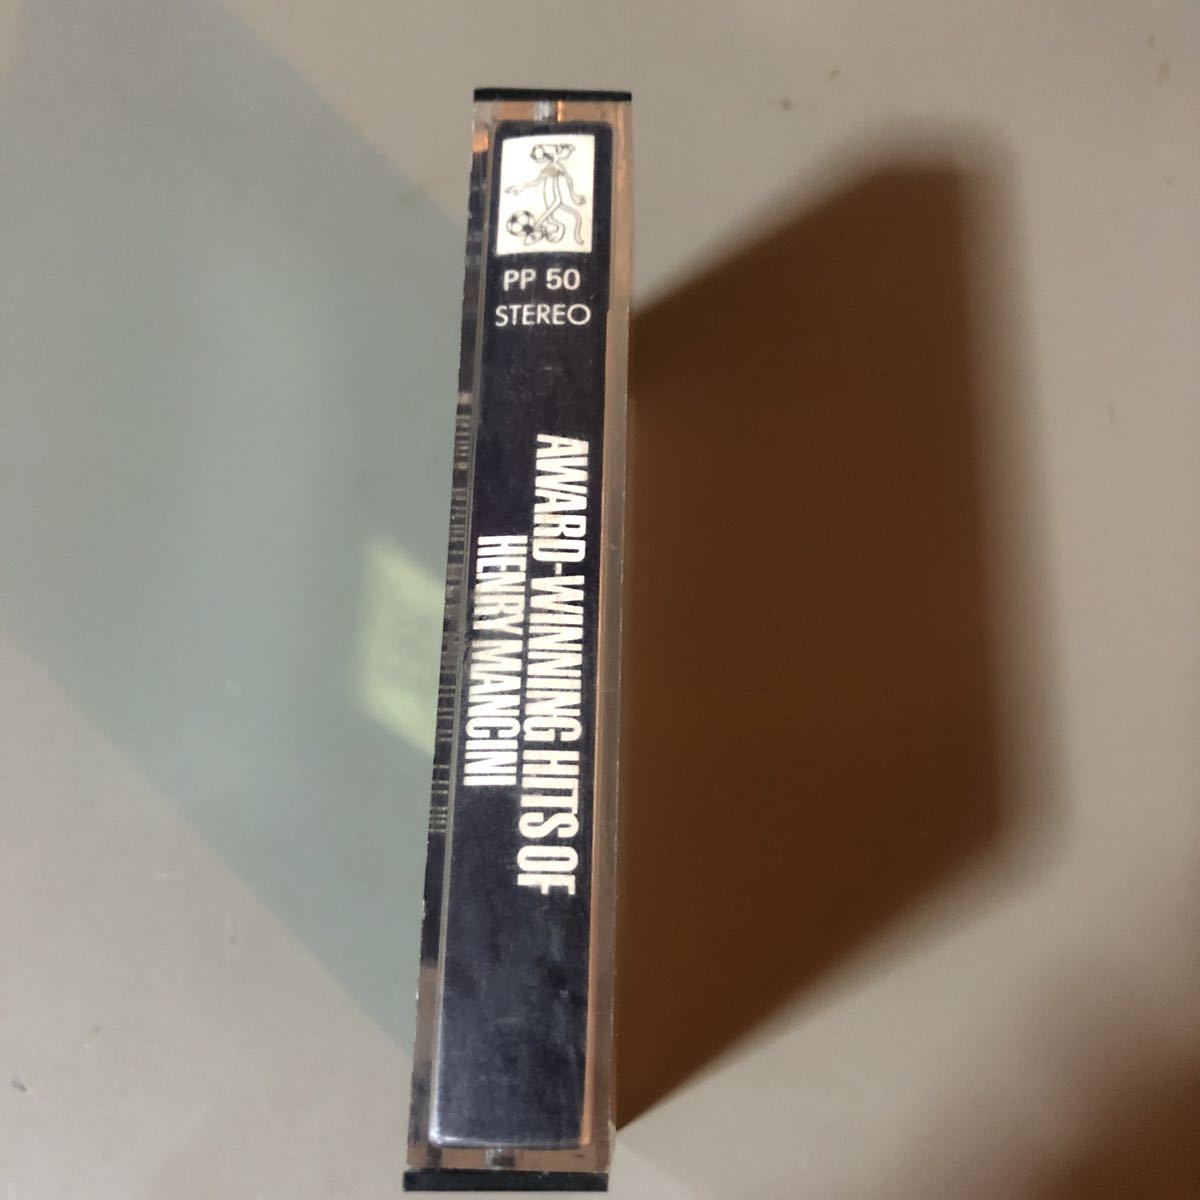 PP 50
STEREO
AWARD-WINNING HITS OF
HENRY MANCINI